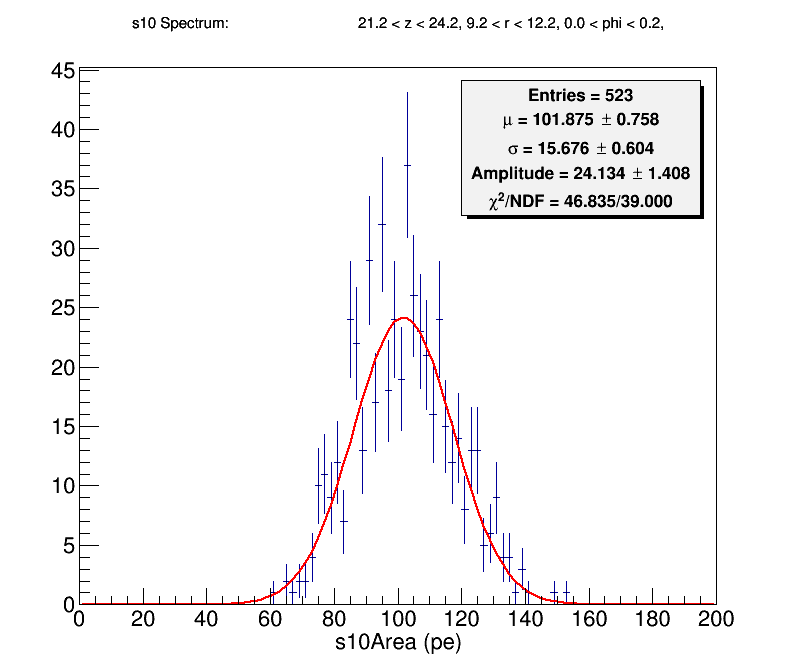 s10 Spectrum: 21.2 < z < 24.2, 9.2 < r < 12.2, 0.0 < phi < 0.2,
Entries = 523
μ = 101.875 ± 0.758
σ = 15.676 ± 0.604
Amplitude = 24.134 ± 1.408
χ²/NDF = 46.835/39.000
45
40
35
30
25
20
15
10
5
0
0 20 40 60 80 100 120 140 160 180 200
s10Area (pe)